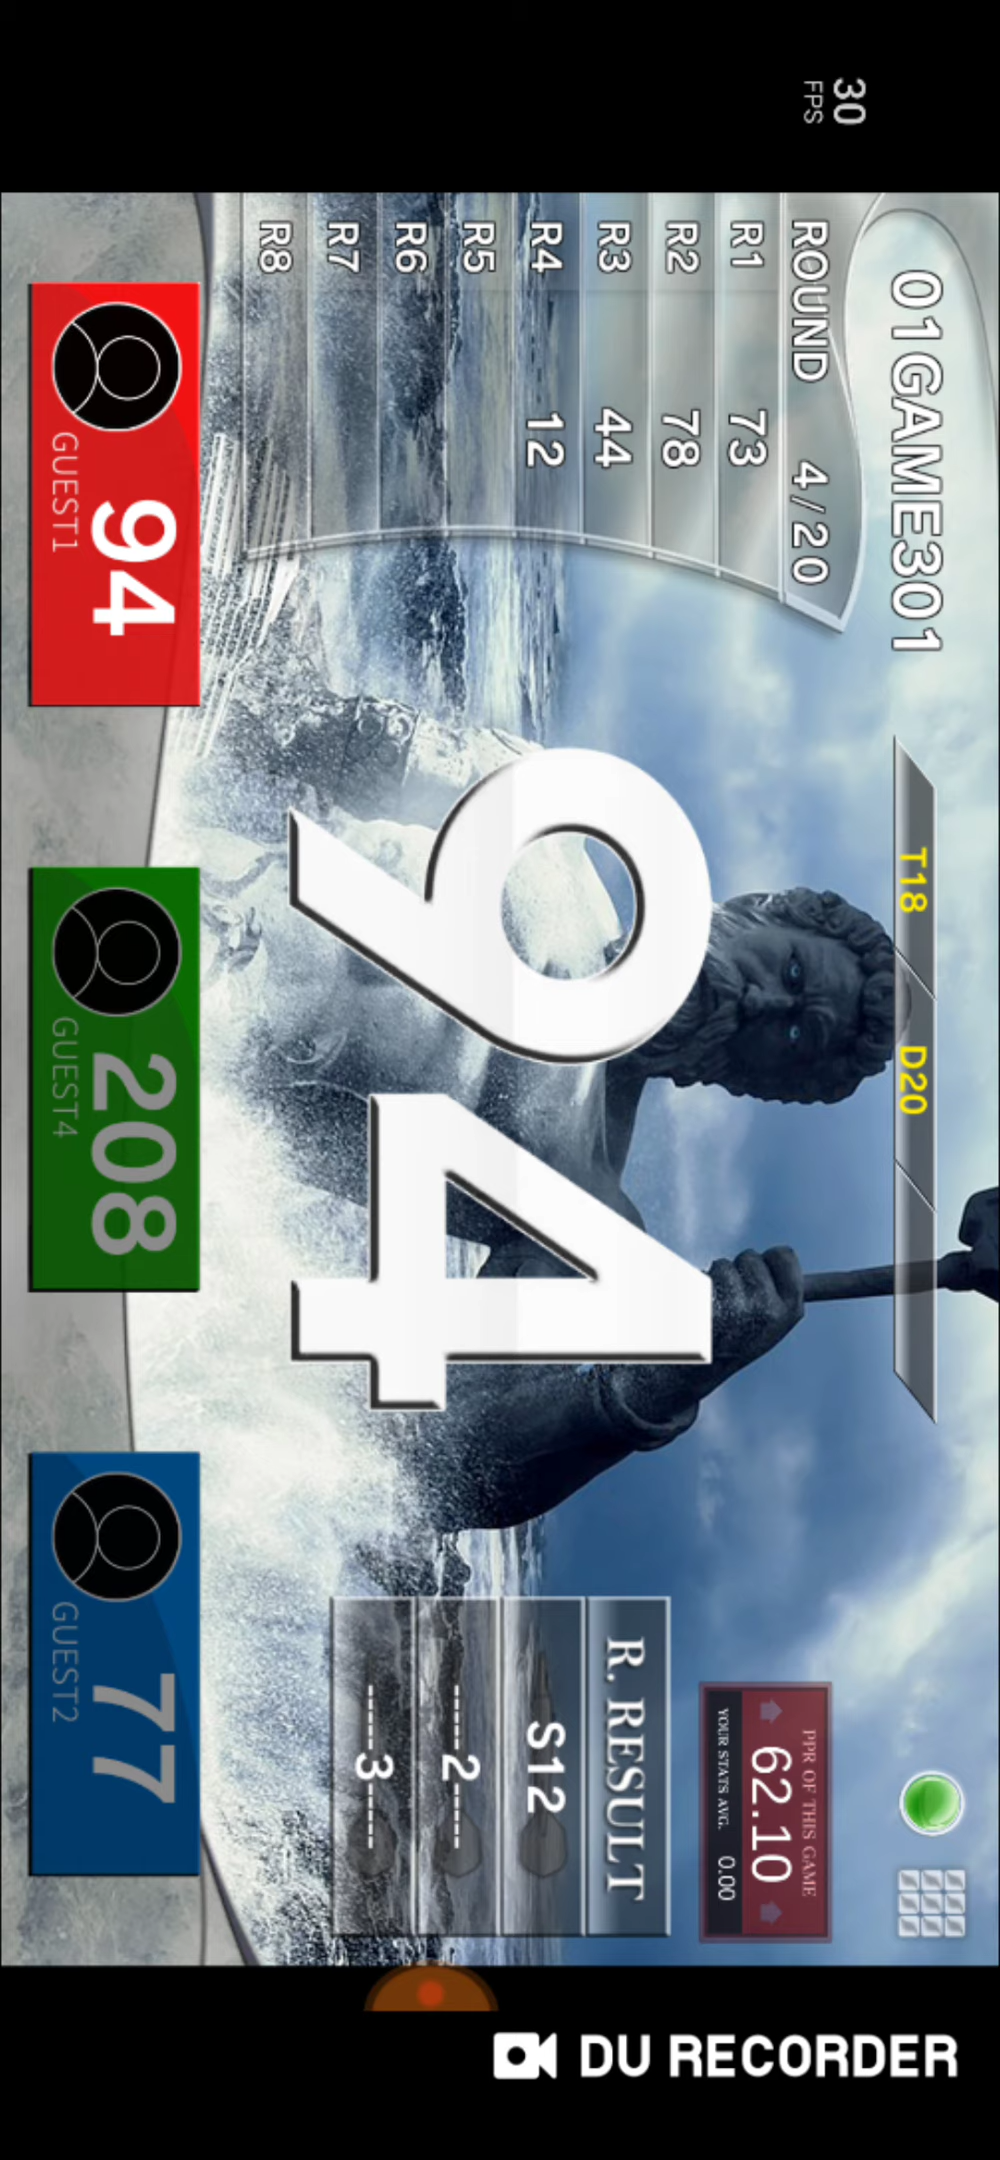 30
FPS
01GAME301
T18
D20
ROUND 4/20
R1 73
R2 78
R3 44
R4 12
R5
R6
R7
R8
94
PPR OF THIS GAME
62.10
YOUR STATS AVG. 0.00
R. RESULT
S12
------2------
------3------
94
GUEST1
208
GUEST4
77
GUEST2
DU RECORDER